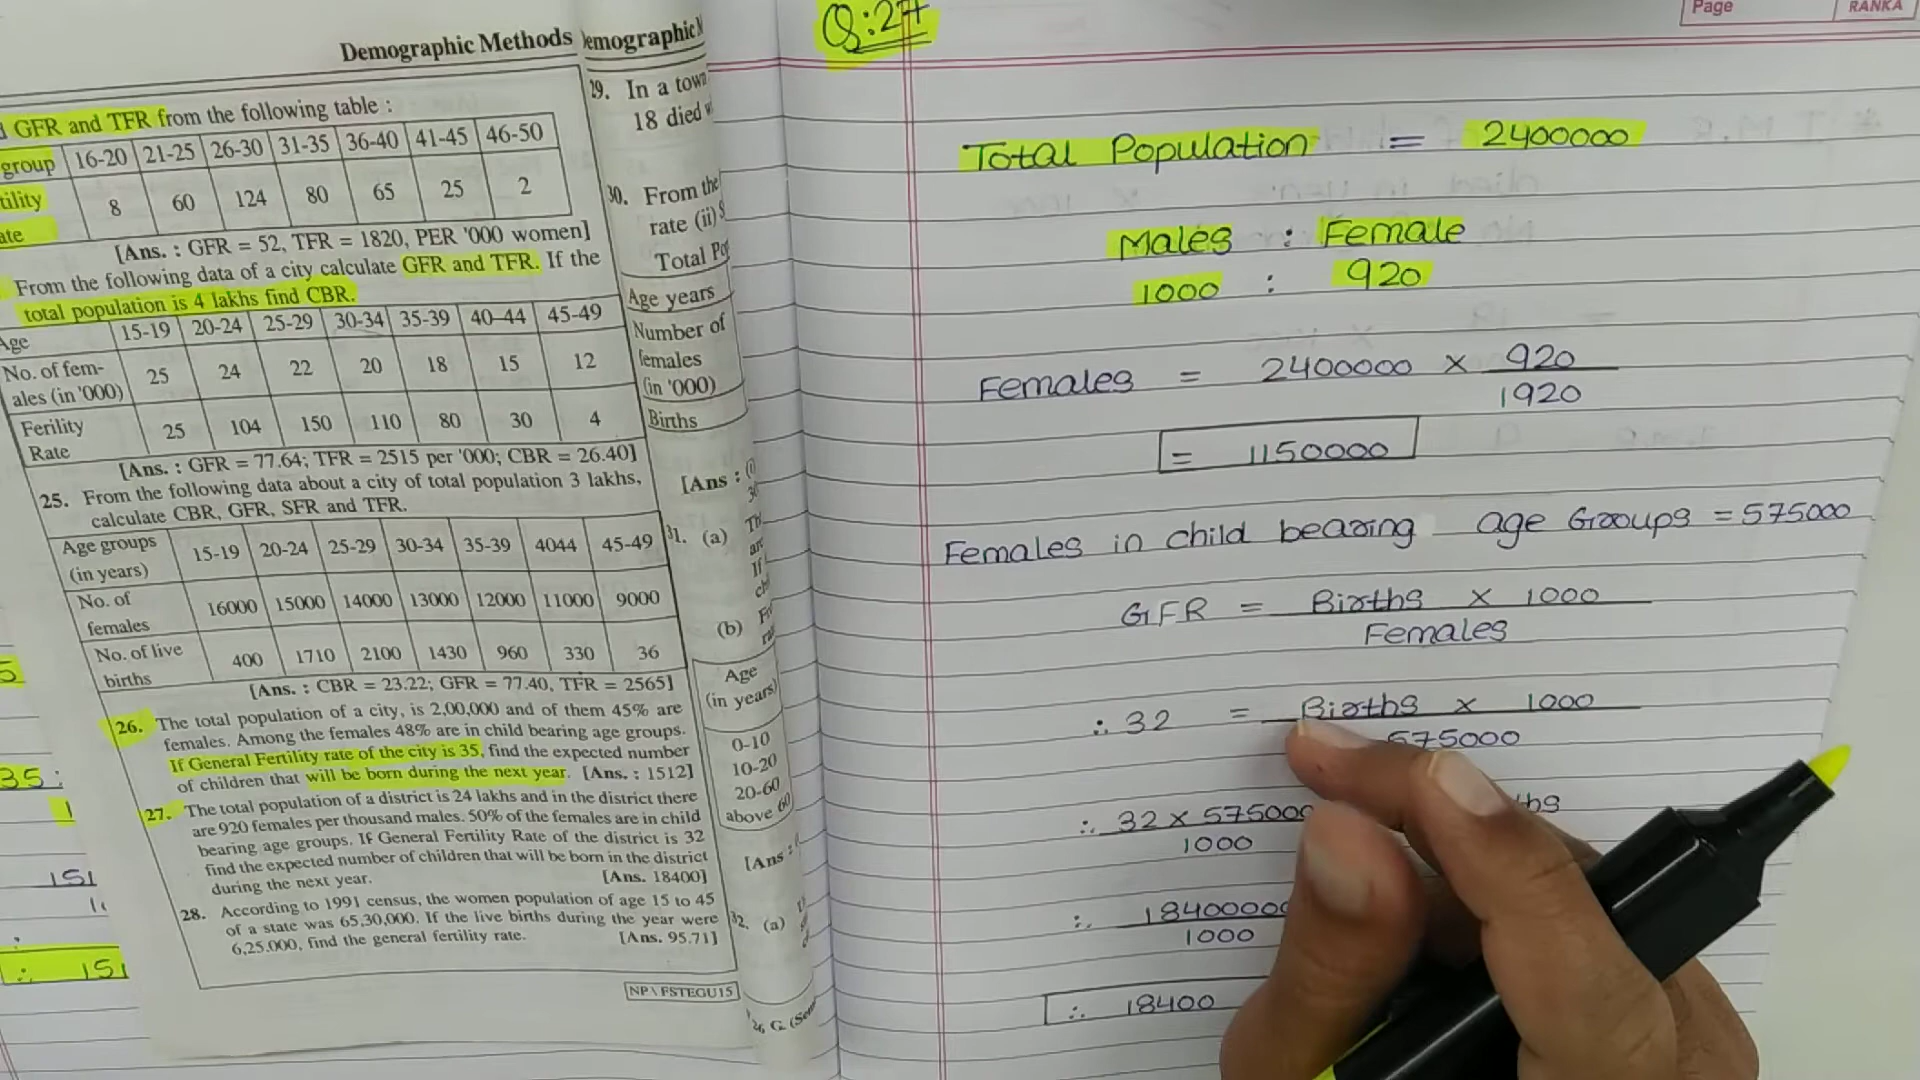 Demographic Methods
GFR and TFR from the following table :
group 16-20 21-25 26-30 31-35 36-40 41-45 46-50
8 60 124 80 65 25 2
[Ans. : GFR = 52, TFR = 1820, PER '000 women]
From the following data of a city calculate GFR and TFR. If the
total population is 4 lakhs find CBR.
Age 15-19 20-24 25-29 30-34 35-39 40-44 45-49
No. of fem-
ales (in '000) 25 24 22 20 18 15 12
Ferility
Rate 25 104 150 110 80 30 4
[Ans. : GFR = 77.64; TFR = 2515 per '000; CBR = 26.40]
25. From the following data about a city of total population 3 lakhs,
calculate CBR, GFR, SFR and TFR.
Age groups
(in years) 15-19 20-24 25-29 30-34 35-39 4044 45-49
No. of
females 16000 15000 14000 13000 12000 11000 9000
No. of live
births 400 1710 2100 1430 960 330 36
[Ans. : CBR = 23.22; GFR = 77.40, TFR = 2565]
26. The total population of a city, is 2,00,000 and of them 45% are
females. Among the females 48% are in child bearing age groups.
If General Fertility rate of the city is 35, find the expected number
of children that will be born during the next year. [Ans. : 1512]
27. The total population of a district is 24 lakhs and in the district there
are 920 females per thousand males. 50% of the females are in child
bearing age groups. If General Fertility Rate of the district is 32
find the expected number of children that will be born in the district
during the next year. [Ans. 18400]
28. According to 1991 census, the women population of age 15 to 45
of a state was 65,30,000. If the live births during the year were
6,25,000, find the general fertility rate. [Ans. 95.71]
NP\FSTEGU15
29. In a town
18 died
30. From the
rate (ii)
Total
Age years
Number of
females
(in '000)
Births
[Ans :
31. (a)
(b)
Age
(in years)
0-10
10-20
20-60
above 60
[Ans :
32. (a)
35 :
151
∴ 151
Page RANKA
Q:27
Total Population = 2400000
Males : Female
1000 : 920
Females = 2400000 × 920
1920
= 1150000
Females in child bearing age Groups = 575000
GFR = Births × 1000
Females
∴ 32 = Births × 1000
575000
∴ 32 × 575000
1000
∴ 18400000
1000
∴ 18400